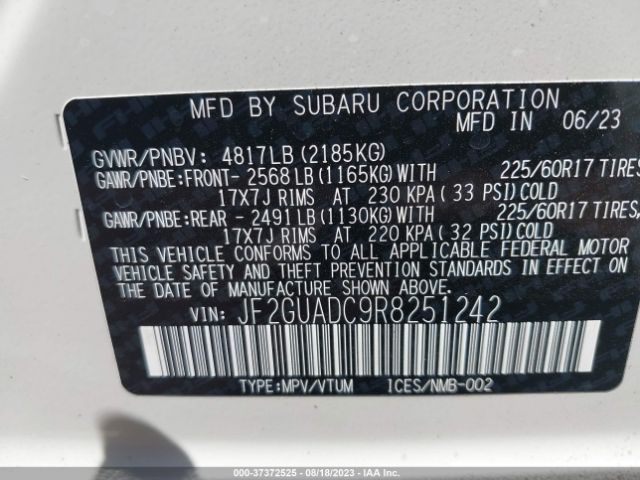 MFD BY SUBARU CORPORATION
MFD IN 06/23
GVWR/PNBV: 4817LB (2185KG)
GAWR/PNBE:FRONT- 2568LB (1165KG)WITH 225/60R17 TIRES
17X7J RIMS AT 230 KPA (33 PSI)COLD
GAWR/PNBE:REAR - 2491LB (1130KG)WITH 225/60R17 TIRES,
17X7J RIMS AT 220 KPA (32 PSI)COLD
THIS VEHICLE CONFORMS TO ALL APPLICABLE FEDERAL MOTOR
VEHICLE SAFETY AND THEFT PREVENTION STANDARDS IN EFFECT ON
THE DATE OF MANUFACTURE SHOWN ABOVE.
VIN: JF2GUADC9R8251242
TYPE:MPV/VTUM ICES/NMB-002
000-37372525 - 08/18/2023 - IAA Inc.